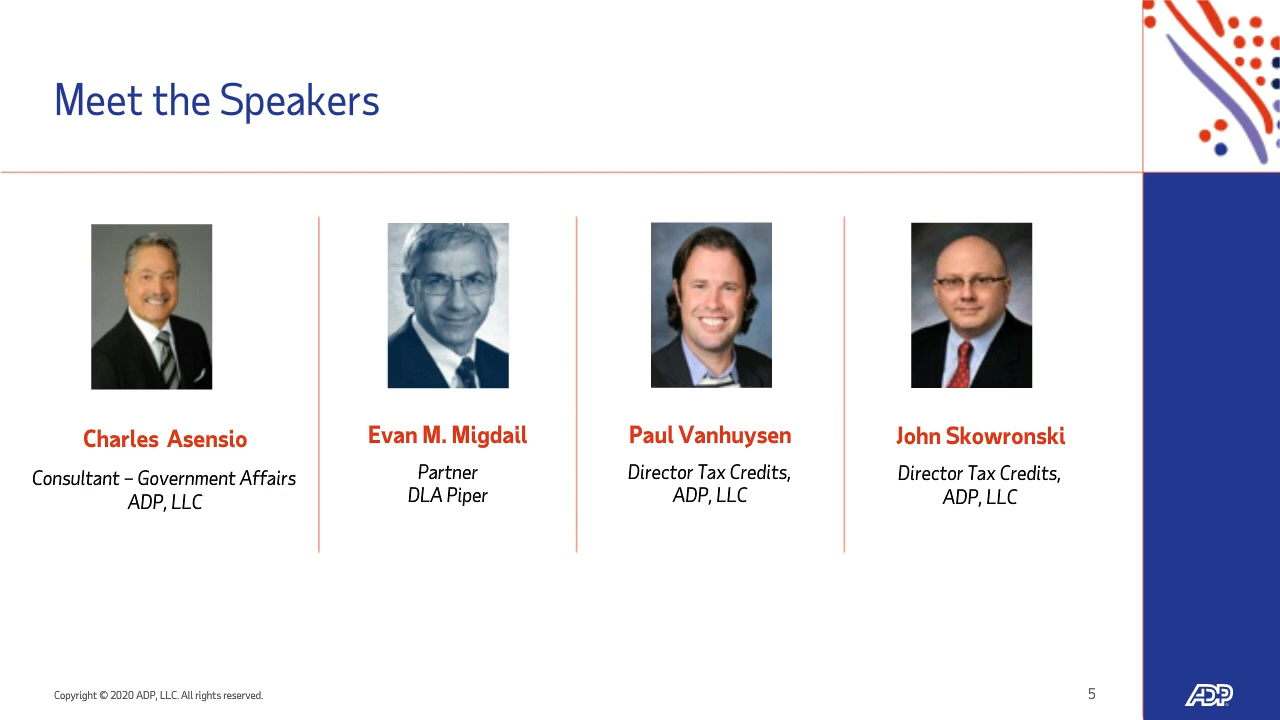 Meet the Speakers
Charles Asensio
Consultant – Government Affairs
ADP, LLC
Evan M. Migdail
Partner
DLA Piper
Paul Vanhuysen
Director Tax Credits,
ADP, LLC
John Skowronski
Director Tax Credits,
ADP, LLC
Copyright © 2020 ADP, LLC. All rights reserved.
5
ADP